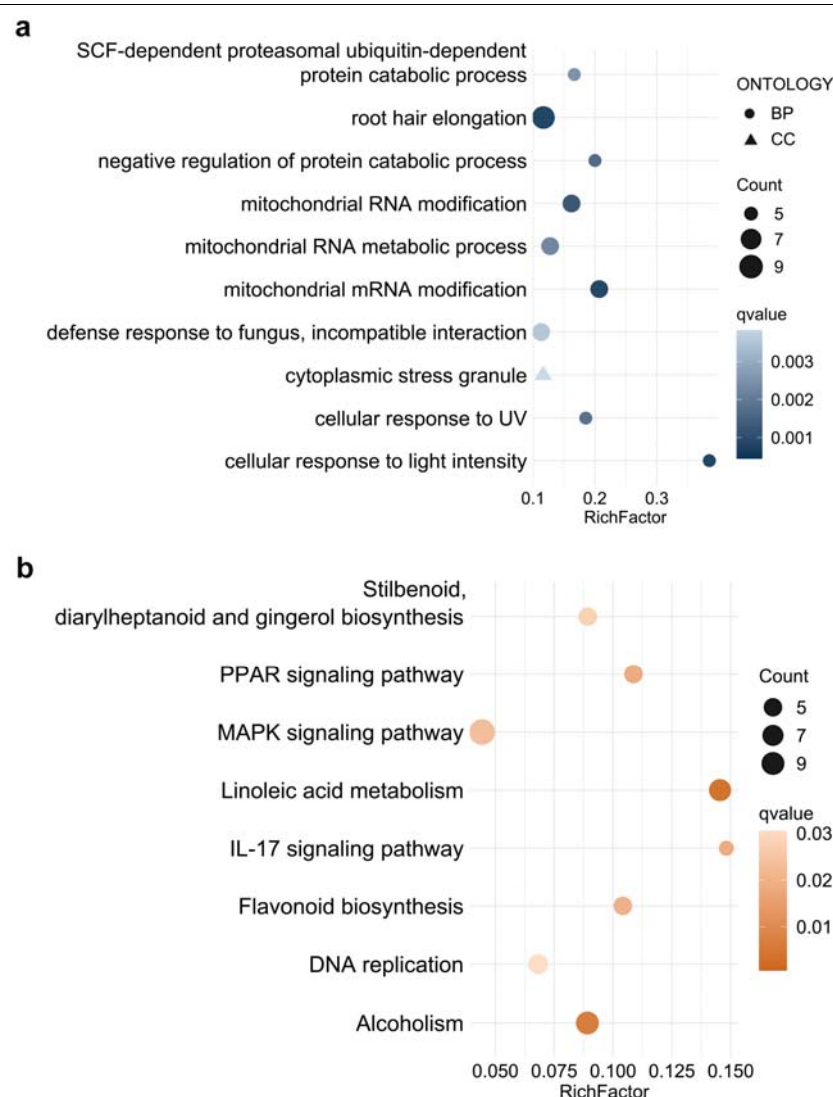 a
SCF-dependent proteasomal ubiquitin-dependent
protein catabolic process
root hair elongation
negative regulation of protein catabolic process
mitochondrial RNA modification
mitochondrial RNA metabolic process
mitochondrial mRNA modification
defense response to fungus, incompatible interaction
cytoplasmic stress granule
cellular response to UV
cellular response to light intensity
0.1 0.2 0.3
RichFactor
ONTOLOGY
BP
CC
Count
5
7
9
qvalue
0.003
0.002
0.001
b
Stilbenoid,
diarylheptanoid and gingerol biosynthesis
PPAR signaling pathway
MAPK signaling pathway
Linoleic acid metabolism
IL-17 signaling pathway
Flavonoid biosynthesis
DNA replication
Alcoholism
0.050 0.075 0.100 0.125 0.150
RichFactor
Count
5
7
9
qvalue
0.03
0.02
0.01